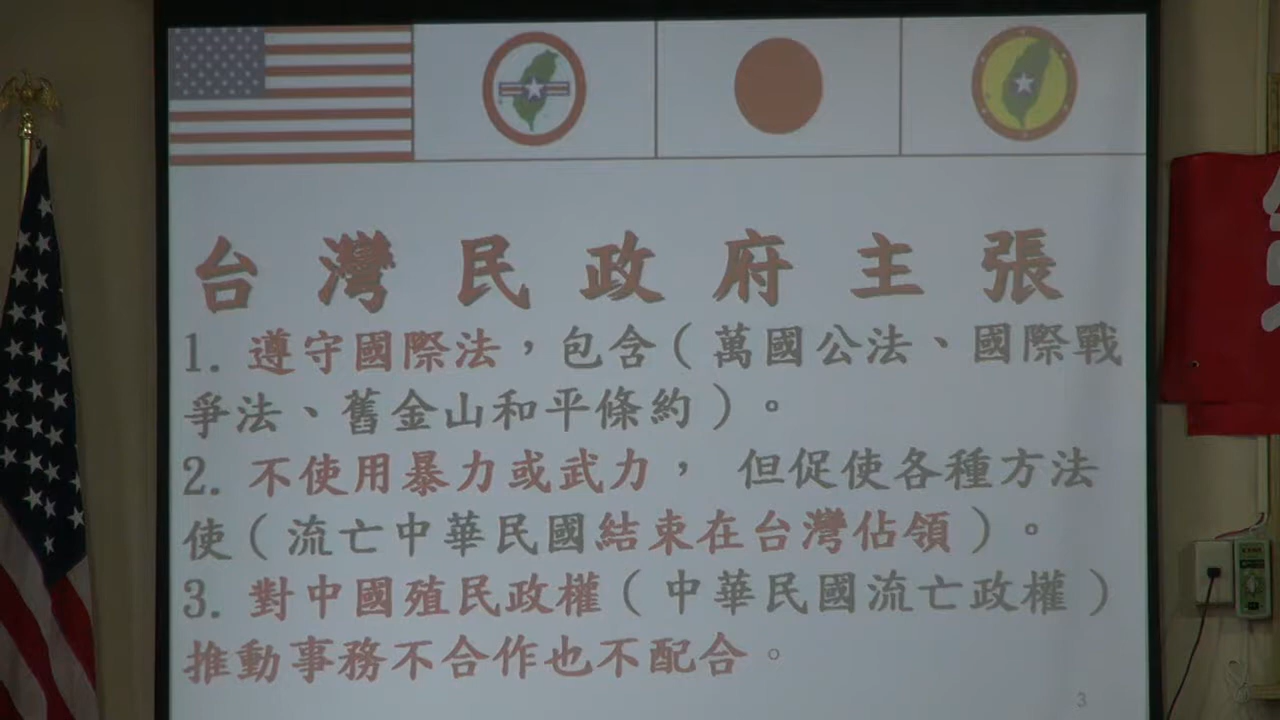 台灣民政府主張
1. 遵守國際法，包含（萬國公法、國際戰
爭法、舊金山和平條約）。
2. 不使用暴力或武力， 但促使各種方法
使（流亡中華民國結束在台灣佔領）。
3. 對中國殖民政權（中華民國流亡政權）
推動事務不合作也不配合。
3